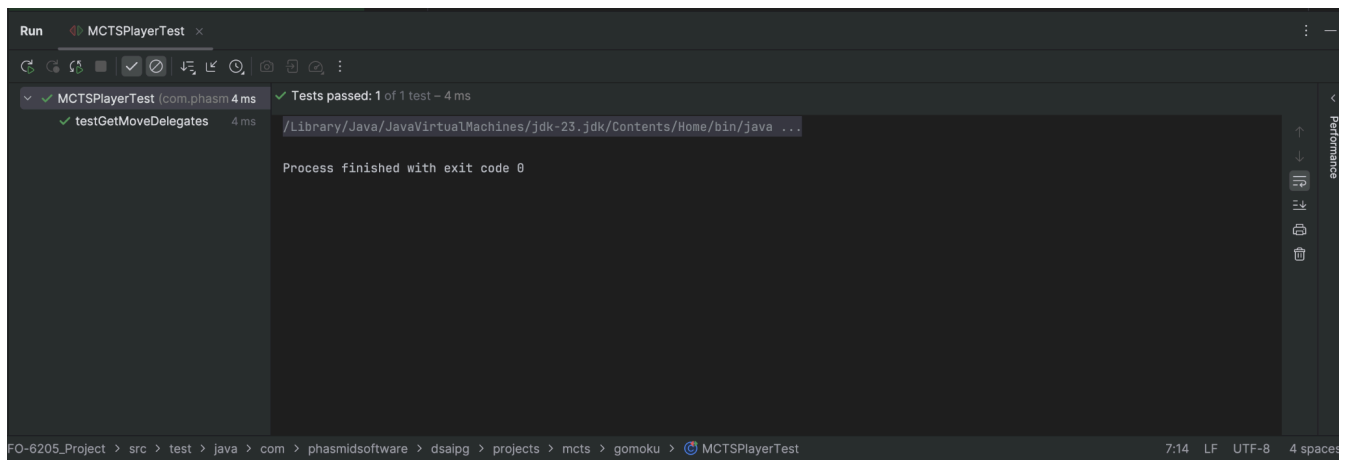 Run MCTSPlayerTest ×
MCTSPlayerTest (com.phasm 4 ms
✓ Tests passed: 1 of 1 test – 4 ms
testGetMoveDelegates 4 ms
/Library/Java/JavaVirtualMachines/jdk-23.jdk/Contents/Home/bin/java ...
Process finished with exit code 0
Performance
FO-6205_Project > src > test > java > com > phasmidsoftware > dsaipg > projects > mcts > gomoku > MCTSPlayerTest 7:14 LF UTF-8 4 spaces